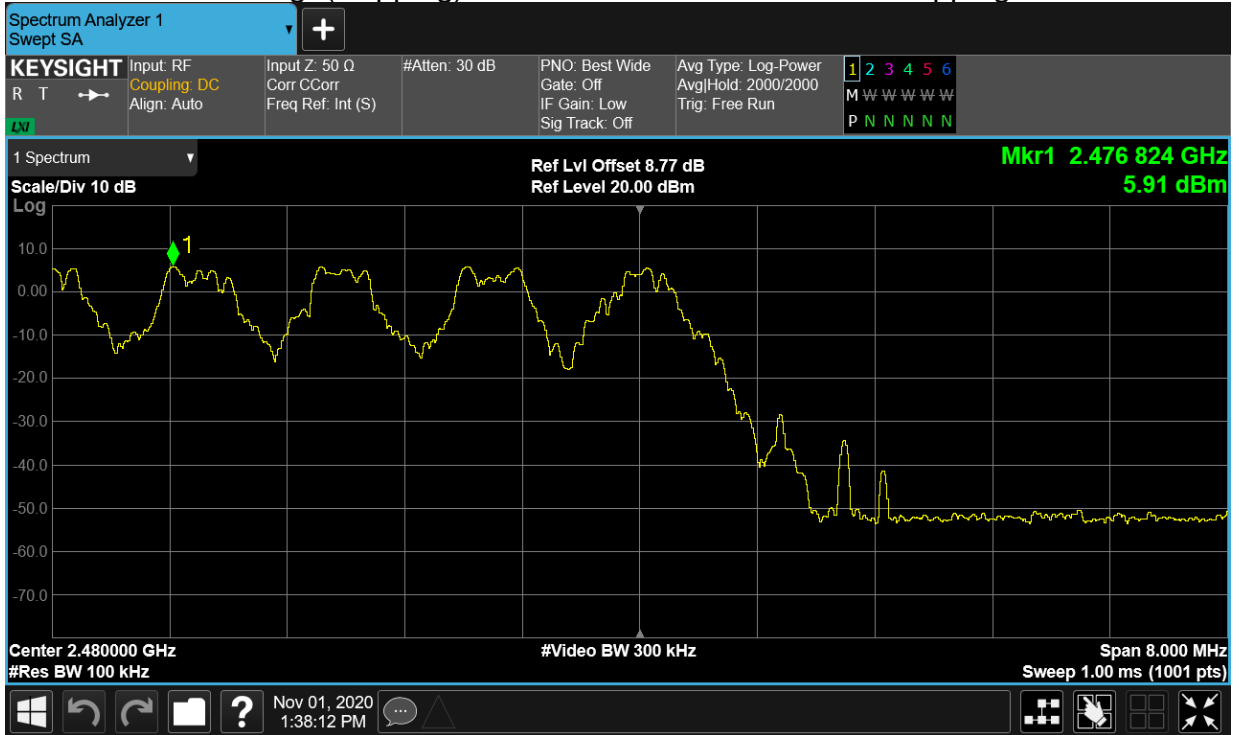 Spectrum Analyzer 1
Swept SA
KEYSIGHT
R T
LXI
Input: RF
Coupling: DC
Align: Auto
Input Z: 50 Ω
Corr CCorr
Freq Ref: Int (S)
#Atten: 30 dB
PNO: Best Wide
Gate: Off
IF Gain: Low
Sig Track: Off
Avg Type: Log-Power
Avg|Hold: 2000/2000
Trig: Free Run
1 2 3 4 5 6
M W W W W W
P N N N N N
1 Spectrum
Scale/Div 10 dB
Log
Ref Lvl Offset 8.77 dB
Ref Level 20.00 dBm
Mkr1 2.476 824 GHz
5.91 dBm
1
10.0
0.00
-10.0
-20.0
-30.0
-40.0
-50.0
-60.0
-70.0
Center 2.480000 GHz
#Res BW 100 kHz
#Video BW 300 kHz
Span 8.000 MHz
Sweep 1.00 ms (1001 pts)
?
Nov 01, 2020
1:38:12 PM